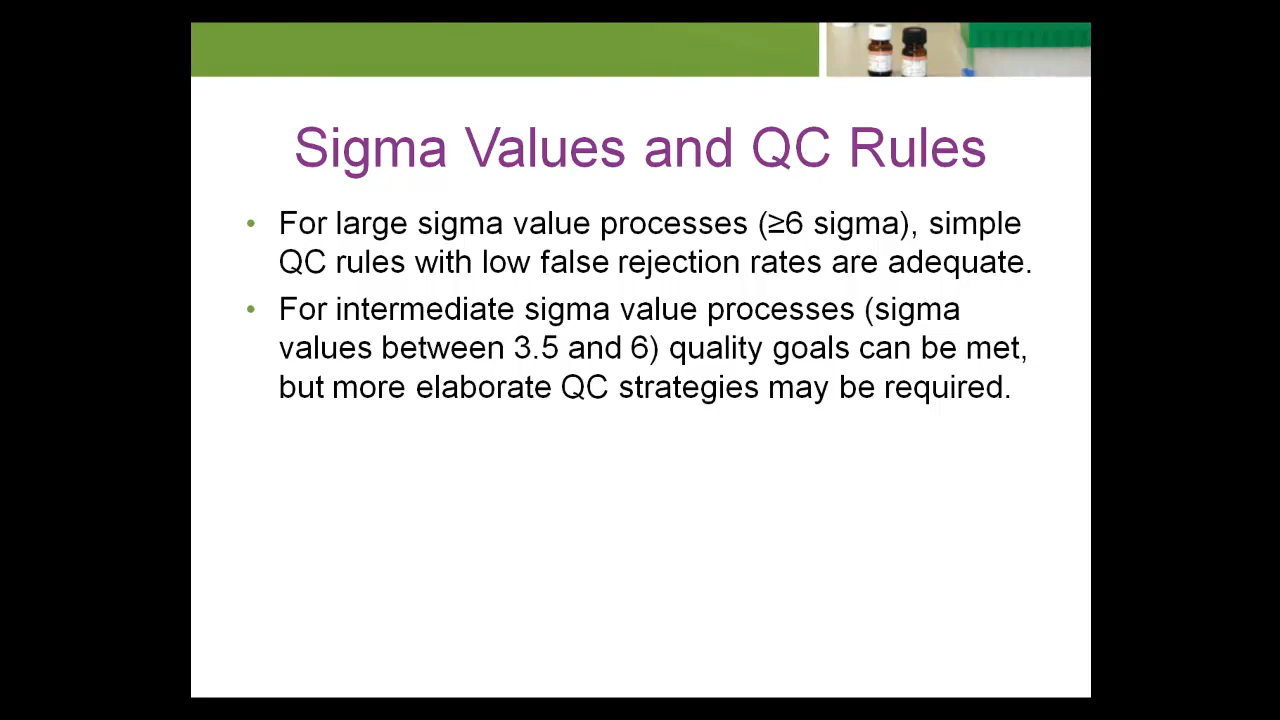 Sigma Values and QC Rules
• For large sigma value processes (≥6 sigma), simple
QC rules with low false rejection rates are adequate.
• For intermediate sigma value processes (sigma
values between 3.5 and 6) quality goals can be met,
but more elaborate QC strategies may be required.